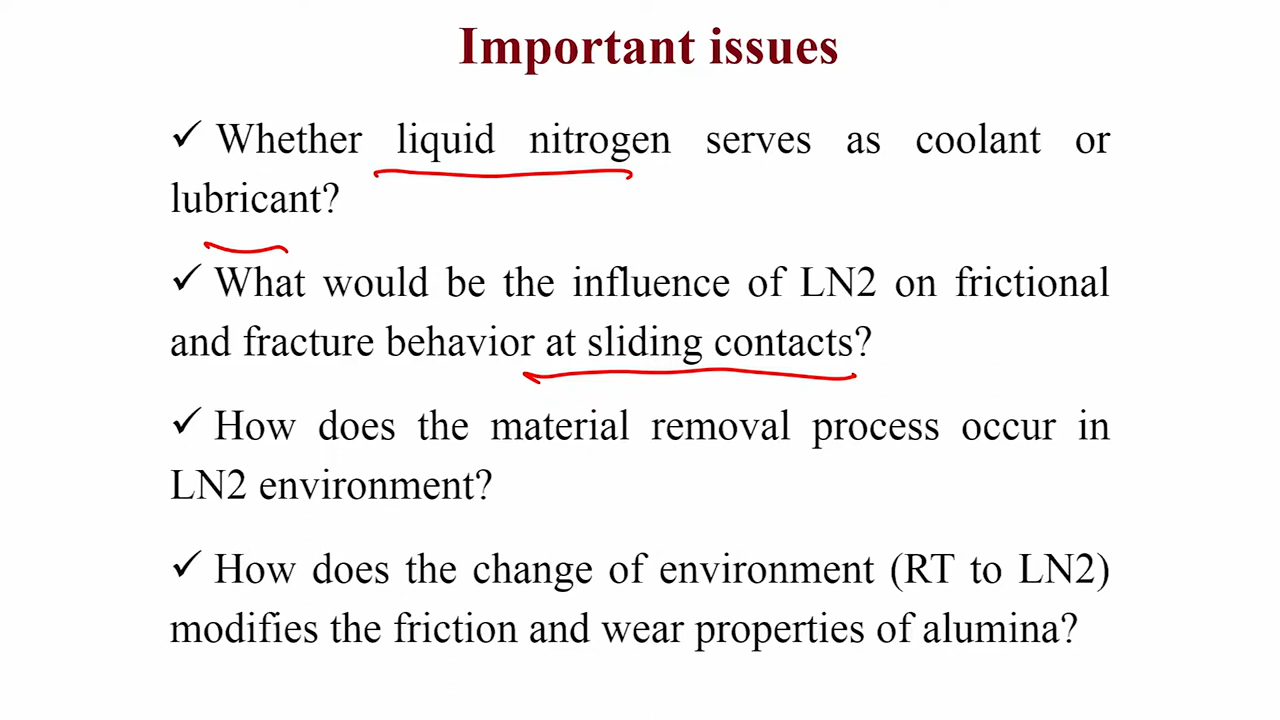 Important issues
✓ Whether liquid nitrogen serves as coolant or
lubricant?
✓ What would be the influence of LN2 on frictional
and fracture behavior at sliding contacts?
✓ How does the material removal process occur in
LN2 environment?
✓ How does the change of environment (RT to LN2)
modifies the friction and wear properties of alumina?